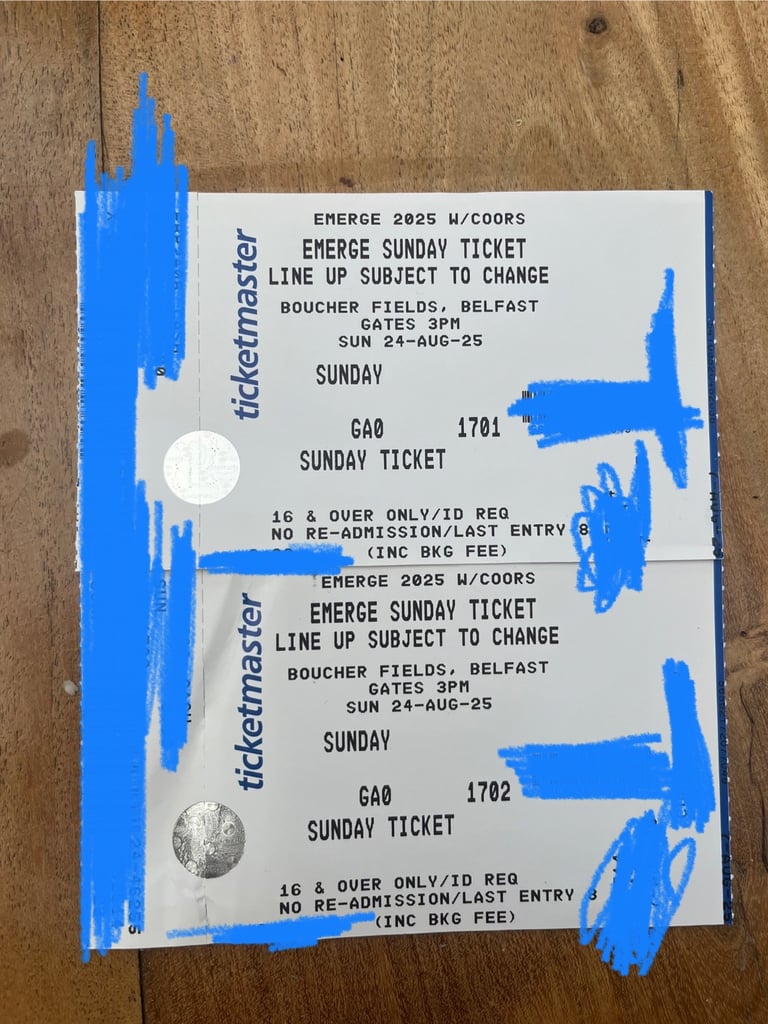 EMERGE 2025 W/COORS
EMERGE SUNDAY TICKET
LINE UP SUBJECT TO CHANGE
BOUCHER FIELDS, BELFAST
GATES 3PM
SUN 24-AUG-25
SUNDAY
GA0 1701
SUNDAY TICKET
16 & OVER ONLY/ID REQ
NO RE-ADMISSION/LAST ENTRY 8
(INC BKG FEE)
ticketmaster
EMERGE 2025 W/COORS
EMERGE SUNDAY TICKET
LINE UP SUBJECT TO CHANGE
BOUCHER FIELDS, BELFAST
GATES 3PM
SUN 24-AUG-25
SUNDAY
GA0 1702
SUNDAY TICKET
16 & OVER ONLY/ID REQ
NO RE-ADMISSION/LAST ENTRY 8
(INC BKG FEE)
ticketmaster
SUN